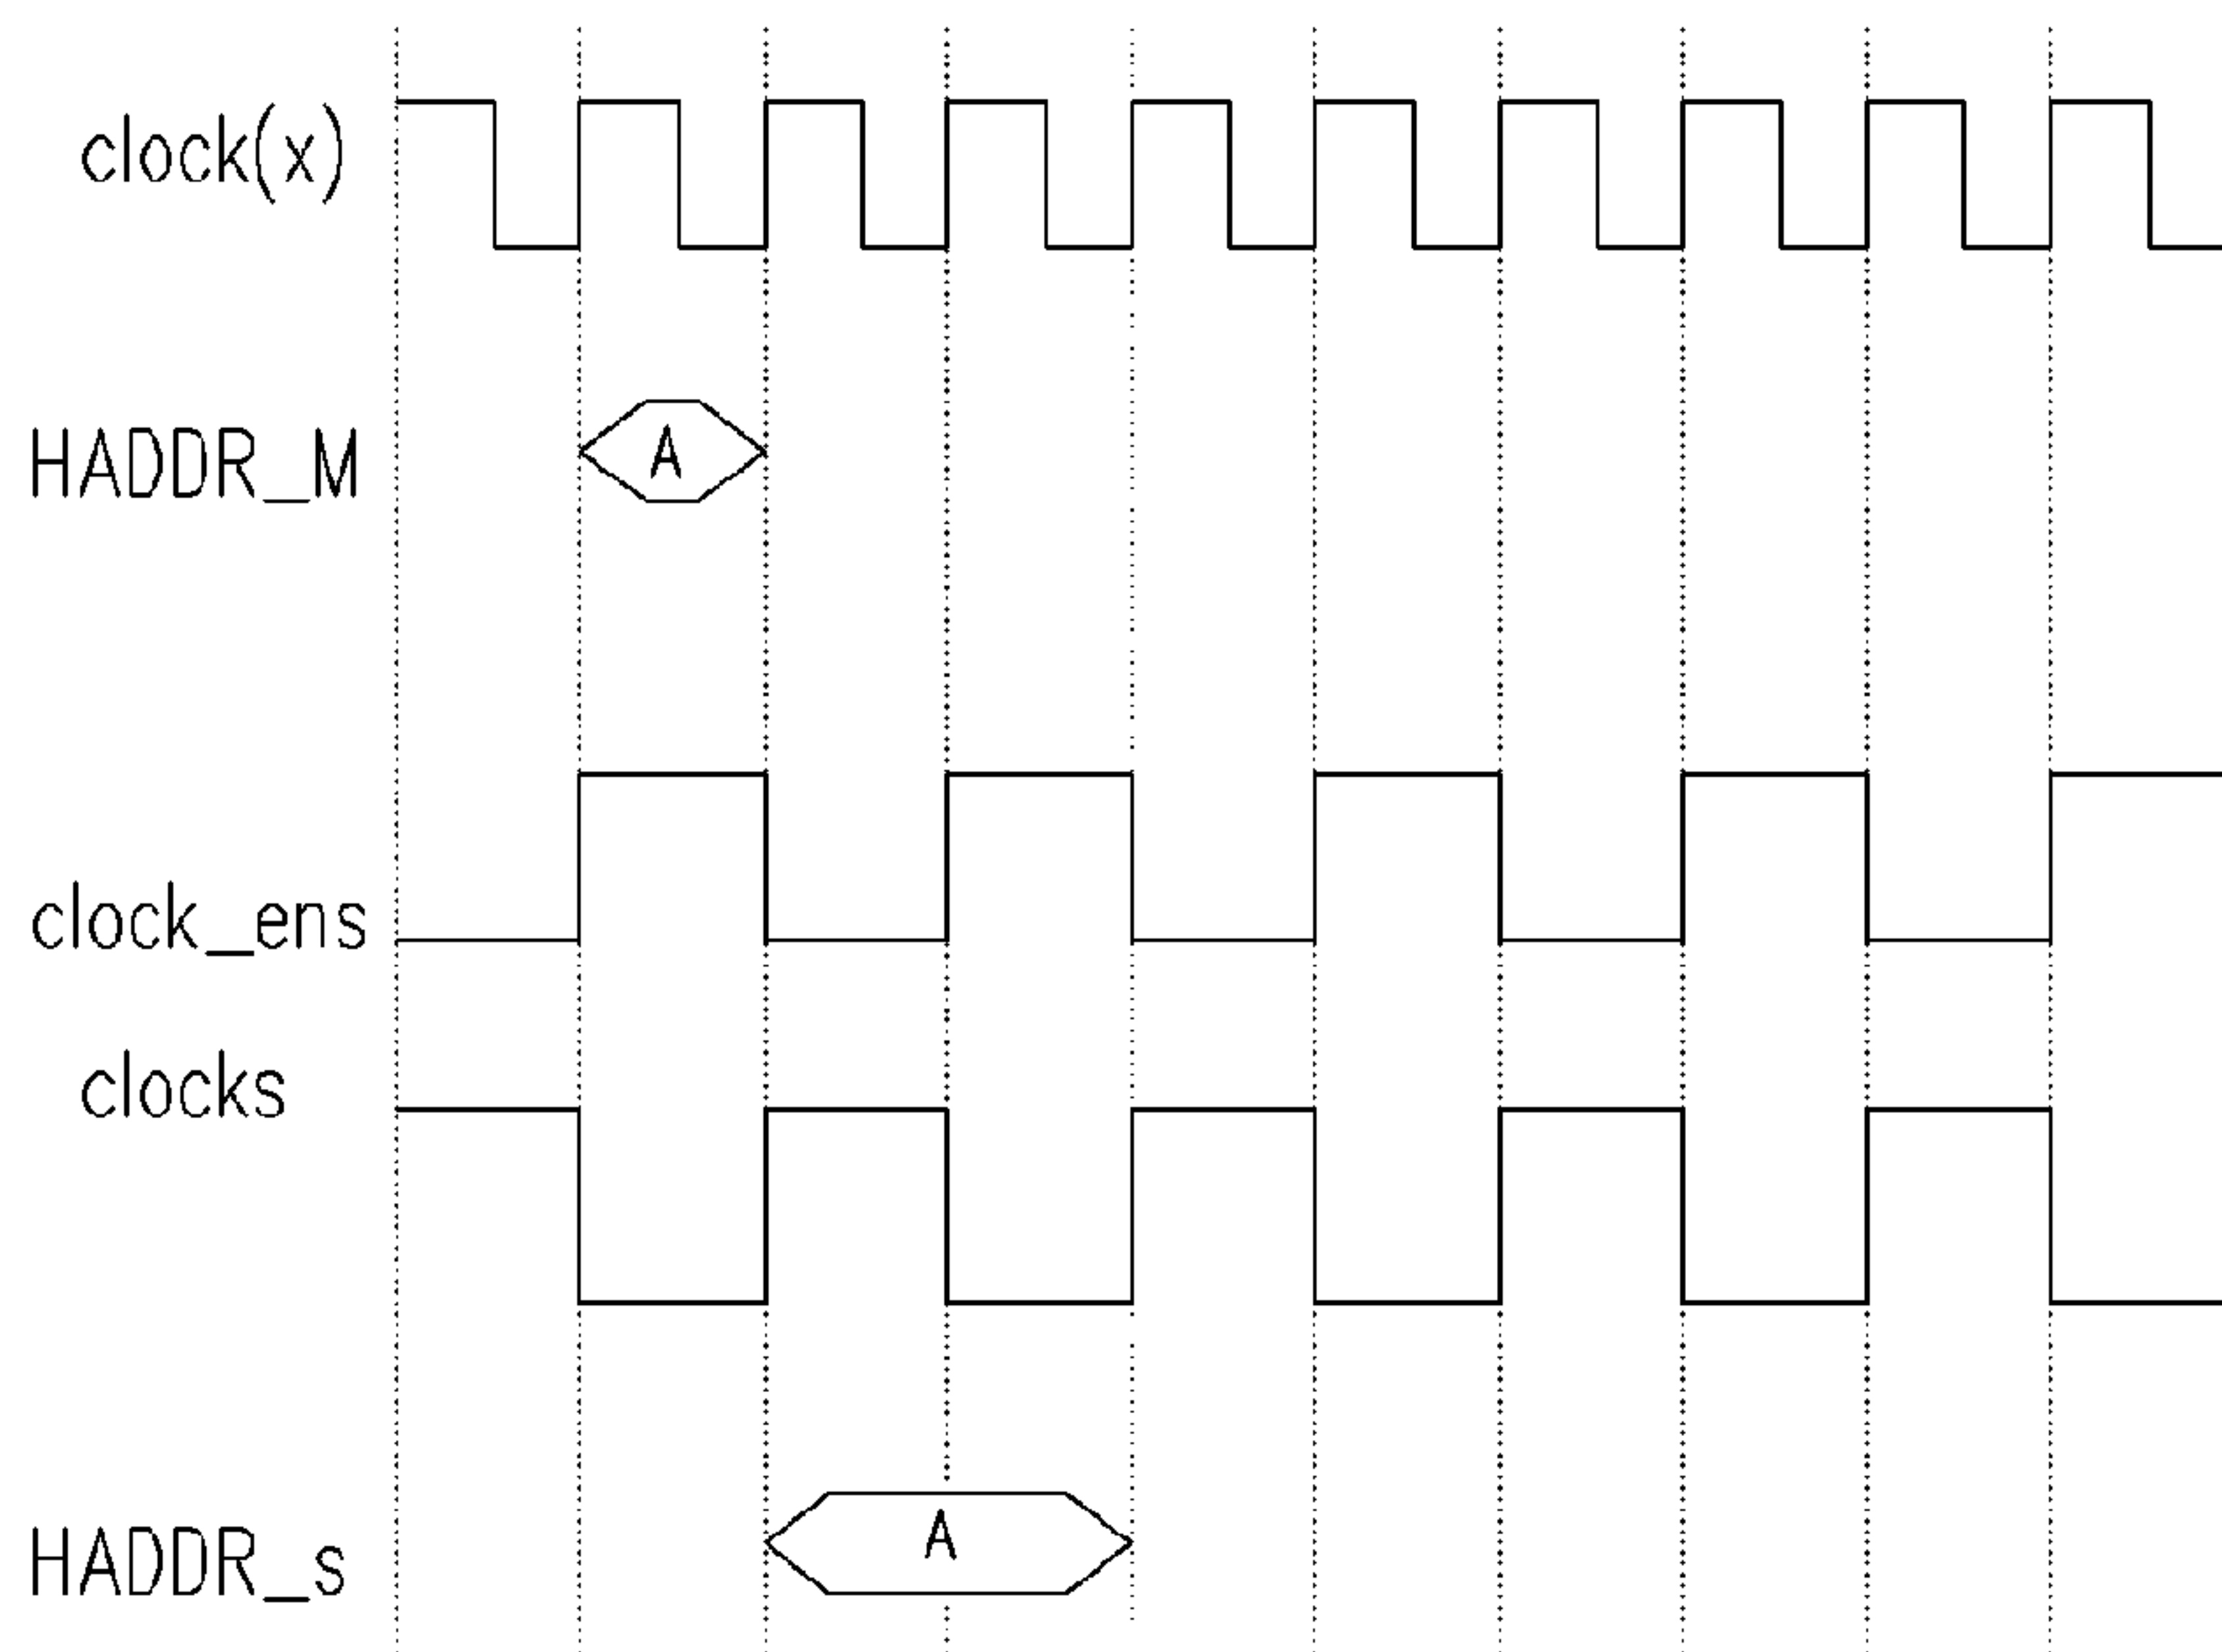 clock(x)
HADDR_M
A
clock_ens
clocks
HADDR_s
A